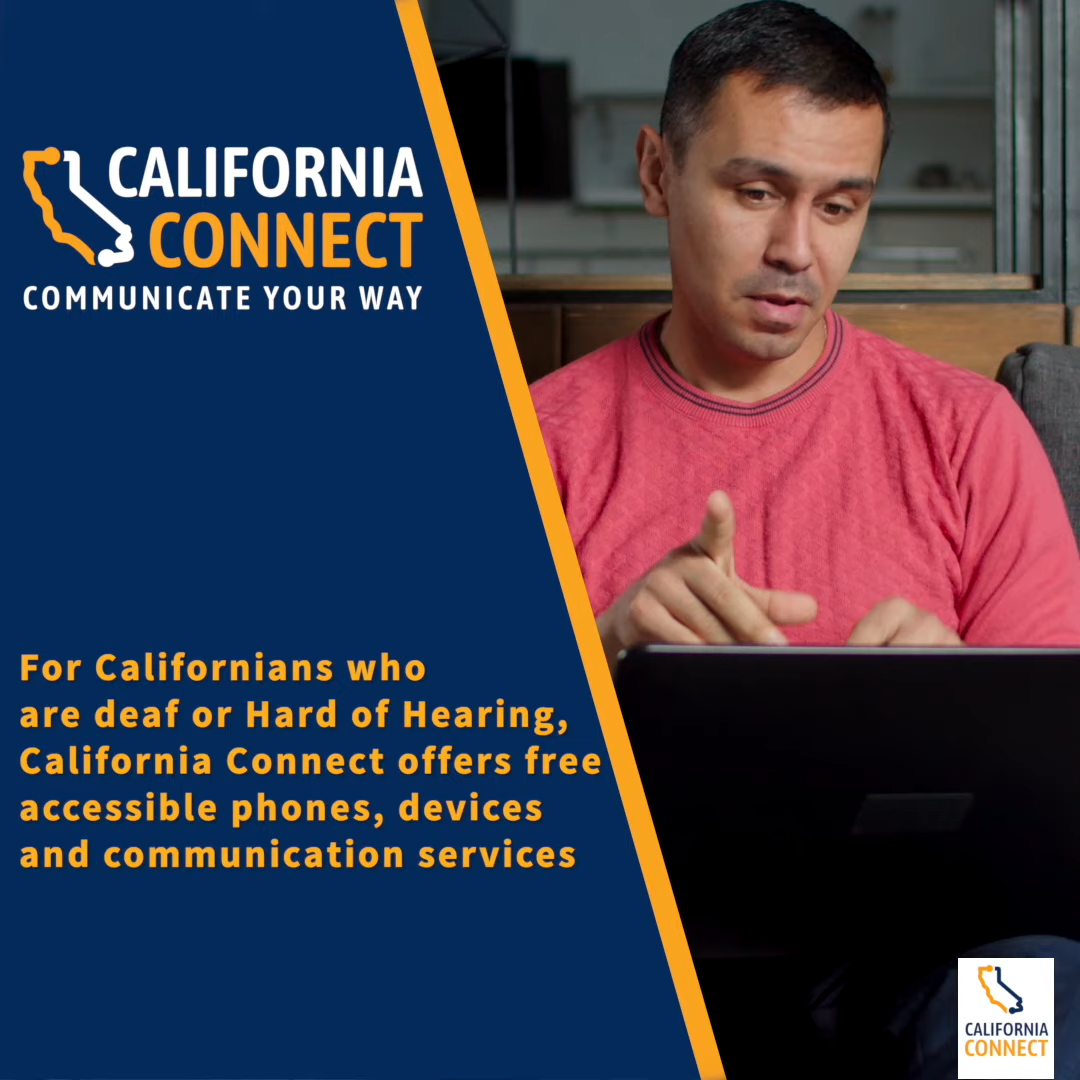 CALIFORNIA
CONNECT
COMMUNICATE YOUR WAY
For Californians who
are deaf or Hard of Hearing,
California Connect offers free
accessible phones, devices
and communication services
CALIFORNIA
CONNECT